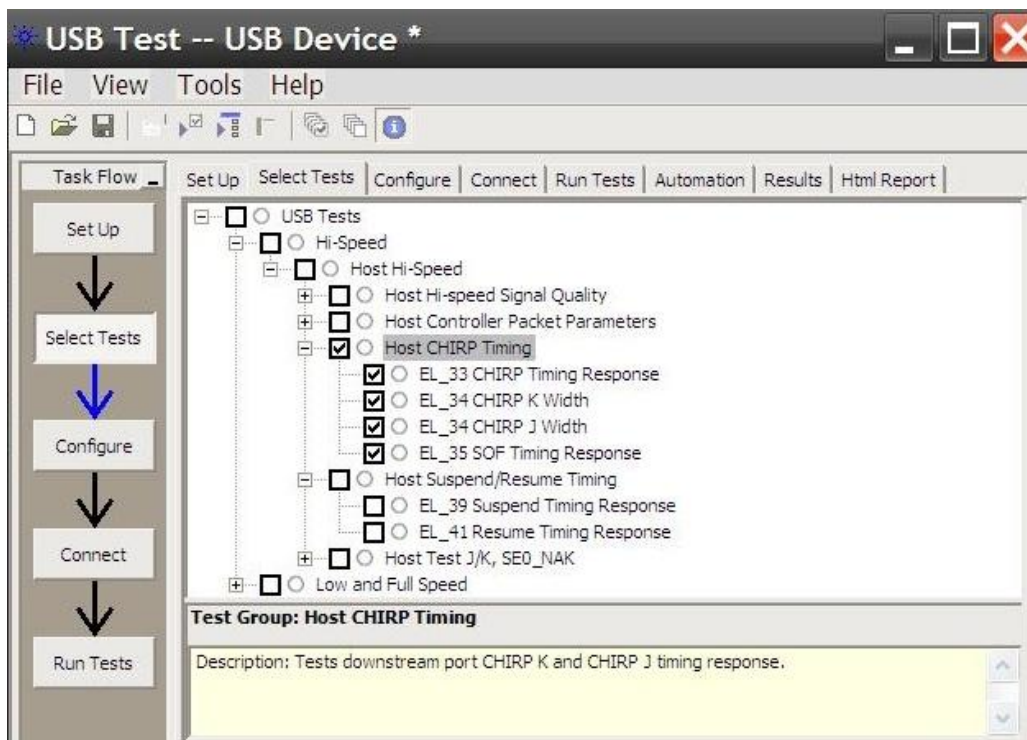 USB Test -- USB Device *
File View Tools Help
Task Flow
Set Up Select Tests Configure Connect Run Tests Automation Results Html Report
Set Up
Select Tests
Configure
Connect
Run Tests
USB Tests
Hi-Speed
Host Hi-Speed
Host Hi-speed Signal Quality
Host Controller Packet Parameters
Host CHIRP Timing
EL_33 CHIRP Timing Response
EL_34 CHIRP K Width
EL_34 CHIRP J Width
EL_35 SOF Timing Response
Host Suspend/Resume Timing
EL_39 Suspend Timing Response
EL_41 Resume Timing Response
Host Test J/K, SE0_NAK
Low and Full Speed
Test Group: Host CHIRP Timing
Description: Tests downstream port CHIRP K and CHIRP J timing response.